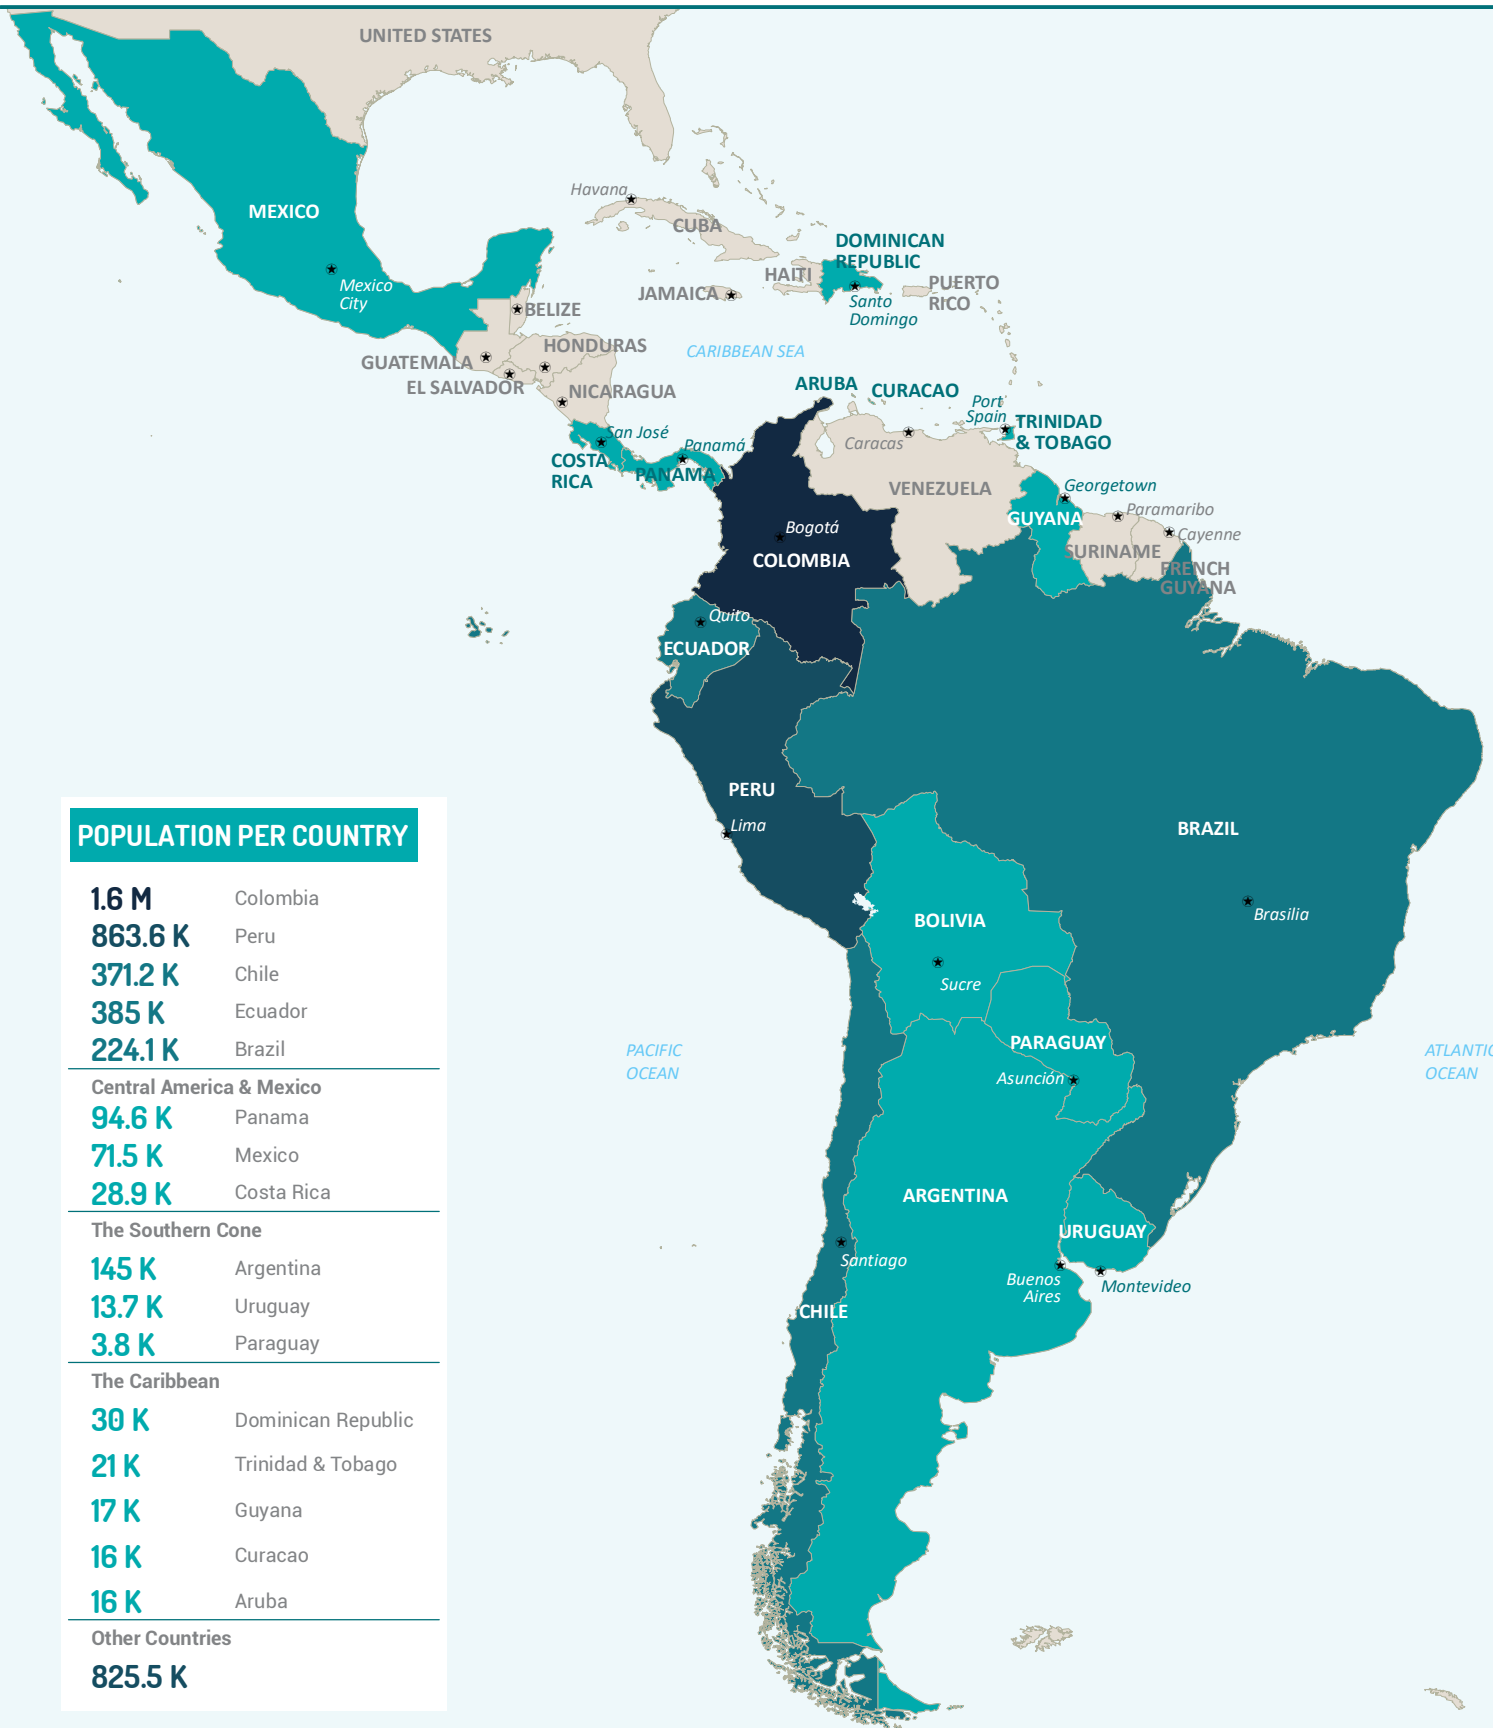 UNITED STATES
MEXICO
Mexico
City
Havana
CUBA
DOMINICAN
REPUBLIC
HAITI
JAMAICA
PUERTO
RICO
Santo
Domingo
BELIZE
HONDURAS
GUATEMALA
EL SALVADOR
NICARAGUA
CARIBBEAN SEA
ARUBA
CURACAO
Port
Spain
TRINIDAD
& TOBAGO
San José
COSTA
RICA
Panamá
PANAMA
Caracas
VENEZUELA
Georgetown
GUYANA
Paramaribo
SURINAME
Cayenne
FRENCH
GUYANA
Bogotá
COLOMBIA
Quito
ECUADOR
PERU
Lima
BRAZIL
Brasilia
BOLIVIA
Sucre
PARAGUAY
Asunción
PACIFIC
OCEAN
ATLANTIC
OCEAN
ARGENTINA
URUGUAY
Santiago
Buenos
Aires
Montevideo
CHILE
POPULATION PER COUNTRY
1.6 M Colombia
863.6 K Peru
371.2 K Chile
385 K Ecuador
224.1 K Brazil
Central America & Mexico
94.6 K Panama
71.5 K Mexico
28.9 K Costa Rica
The Southern Cone
145 K Argentina
13.7 K Uruguay
3.8 K Paraguay
The Caribbean
30 K Dominican Republic
21 K Trinidad & Tobago
17 K Guyana
16 K Curacao
16 K Aruba
Other Countries
825.5 K